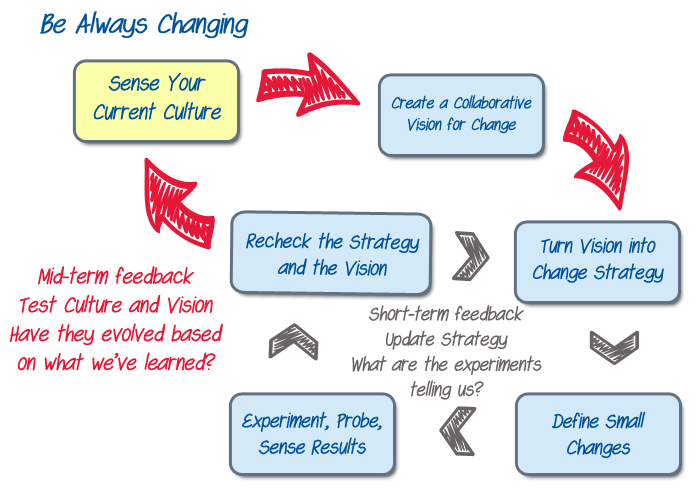 Be Always Changing
Sense Your
Current Culture
Create a Collaborative
Vision for Change
Recheck the Strategy
and the Vision
Turn Vision into
Change Strategy
Mid-term feedback
Test Culture and Vision
Have they evolved based
on what we've learned?
Short-term feedback
Update Strategy
What are the experiments
telling us?
Experiment, Probe,
Sense Results
Define Small
Changes